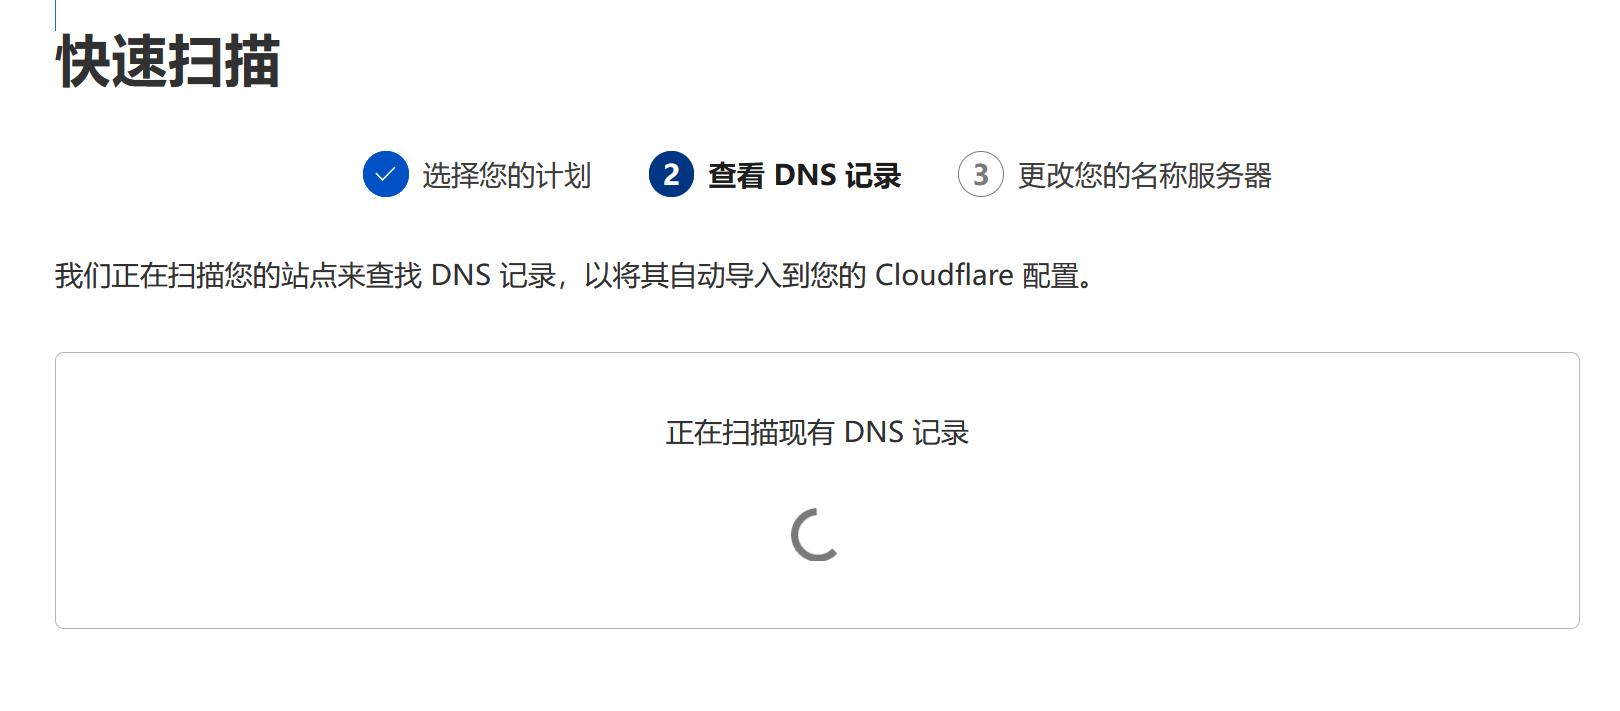 快速扫描
选择您的计划
2 查看 DNS 记录
3 更改您的名称服务器
我们正在扫描您的站点来查找 DNS 记录，以将其自动导入到您的 Cloudflare 配置。
正在扫描现有 DNS 记录